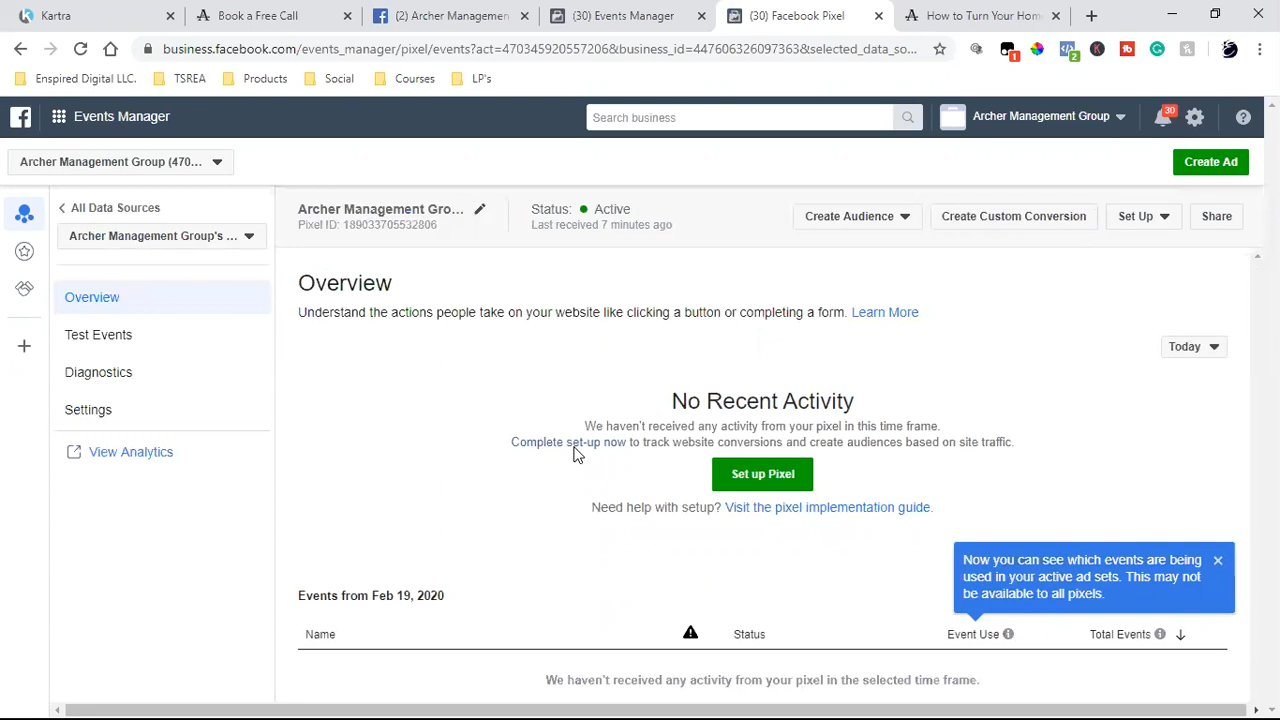 Kartra
Book a Free Call
(2) Archer Managemen
(30) Events Manager
(30) Facebook Pixel
How to Turn Your Hom
business.facebook.com/events_manager/pixel/events?act=470345920557206&business_id=447606326097363&selected_data_so...
1
2
Enspired Digital LLC.
TSREA
Products
Social
Courses
LP's
Events Manager
Search business
Archer Management Group
30
Archer Management Group (470...
Create Ad
All Data Sources
Archer Management Group's ...
Archer Management Gro...
Pixel ID: 189033705532806
Status: Active
Last received 7 minutes ago
Create Audience
Create Custom Conversion
Set Up
Share
Overview
Test Events
Diagnostics
Settings
View Analytics
Overview
Understand the actions people take on your website like clicking a button or completing a form. Learn More
Today
No Recent Activity
We haven't received any activity from your pixel in this time frame.
Complete set-up now to track website conversions and create audiences based on site traffic.
Set up Pixel
Need help with setup? Visit the pixel implementation guide.
Now you can see which events are being
used in your active ad sets. This may not
be available to all pixels.
Events from Feb 19, 2020
Name
Status
Event Use
Total Events
We haven't received any activity from your pixel in the selected time frame.